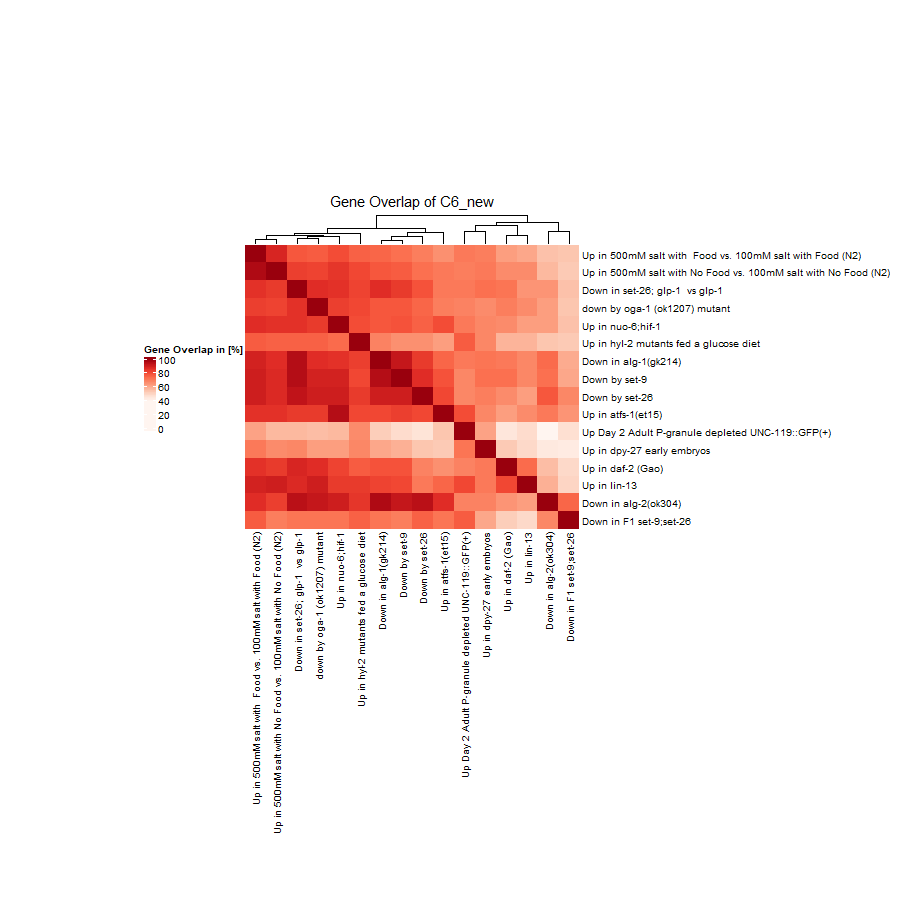 Gene Overlap of C6_new
Gene Overlap in [%]
100
80
60
40
20
0
Up in 500mM salt with  Food vs. 100mM salt with Food (N2)
Up in 500mM salt with No Food vs. 100mM salt with No Food (N2)
Down in set-26; glp-1  vs glp-1
down by oga-1 (ok1207) mutant
Up in nuo-6;hif-1
Up in hyl-2 mutants fed a glucose diet
Down in alg-1(gk214)
Down by set-9
Down by set-26
Up in atfs-1(et15)
Up Day 2 Adult P-granule depleted UNC-119::GFP(+)
Up in dpy-27 early embryos
Up in daf-2 (Gao)
Up in lin-13
Down in alg-2(ok304)
Down in F1 set-9;set-26
Up in 500mM salt with  Food vs. 100mM salt with Food (N2)
Up in 500mM salt with No Food vs. 100mM salt with No Food (N2)
Down in set-26; glp-1  vs glp-1
down by oga-1 (ok1207) mutant
Up in nuo-6;hif-1
Up in hyl-2 mutants fed a glucose diet
Down in alg-1(gk214)
Down by set-9
Down by set-26
Up in atfs-1(et15)
Up Day 2 Adult P-granule depleted UNC-119::GFP(+)
Up in dpy-27 early embryos
Up in daf-2 (Gao)
Up in lin-13
Down in alg-2(ok304)
Down in F1 set-9;set-26